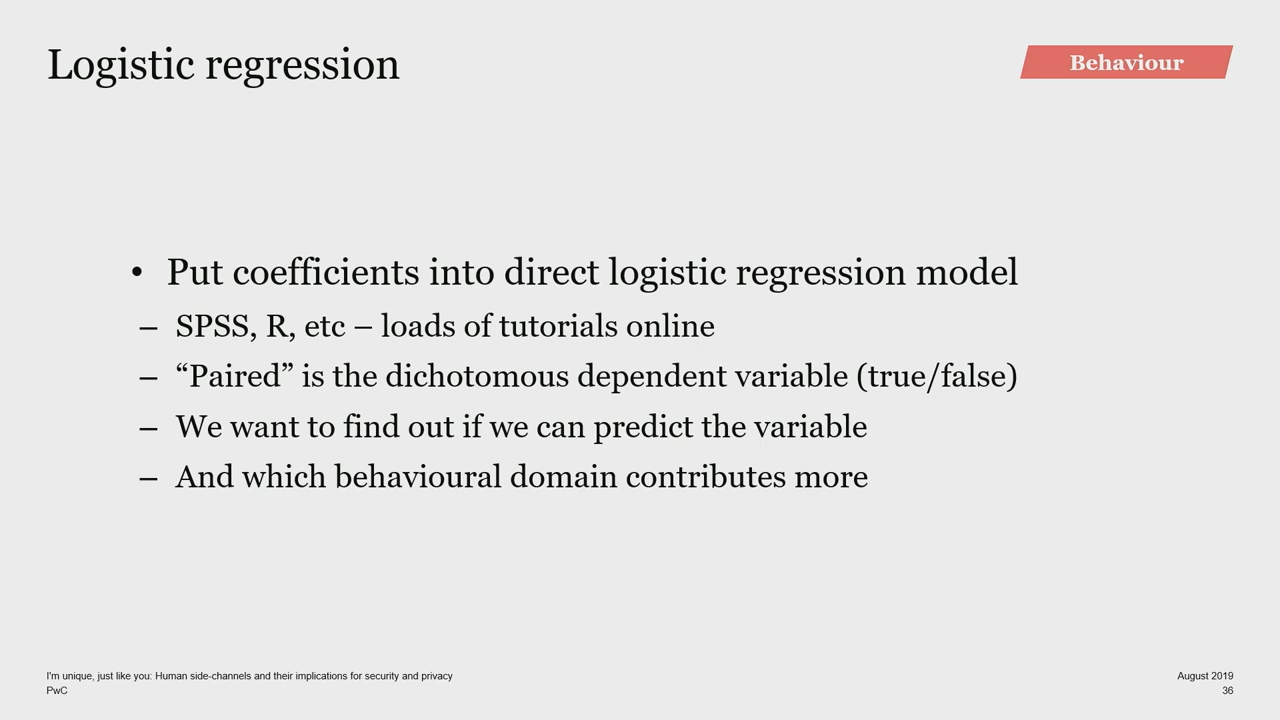 Logistic regression
Behaviour
• Put coefficients into direct logistic regression model
– SPSS, R, etc – loads of tutorials online
– “Paired” is the dichotomous dependent variable (true/false)
– We want to find out if we can predict the variable
– And which behavioural domain contributes more
I'm unique, just like you: Human side-channels and their implications for security and privacy
PwC
August 2019
36